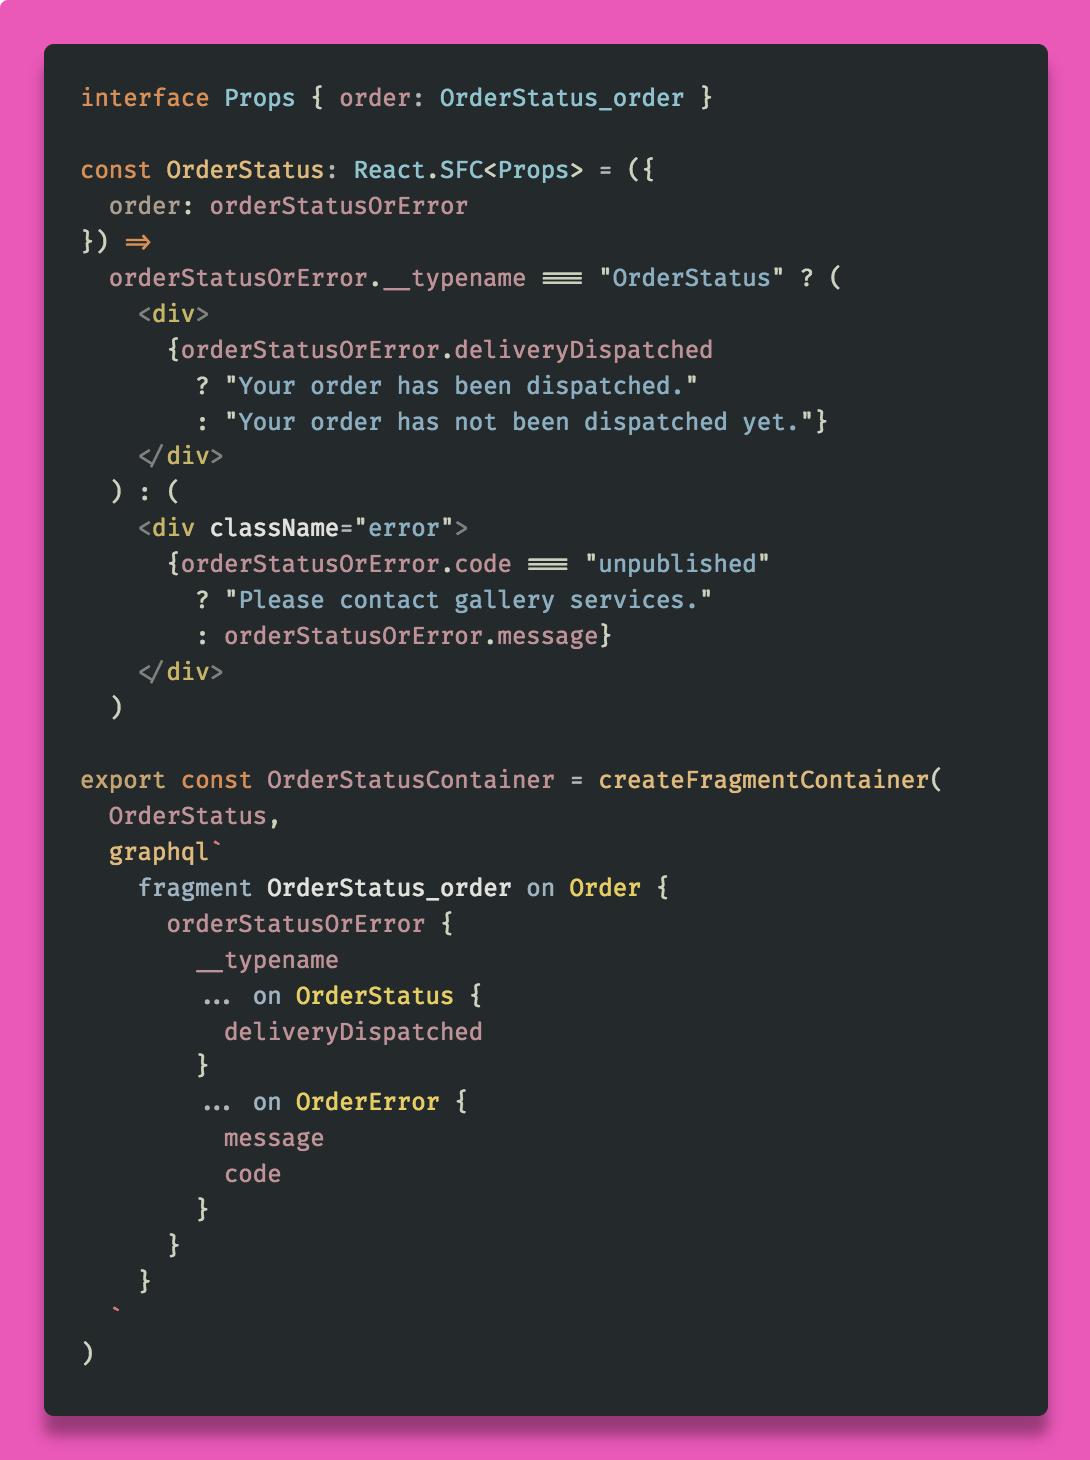 interface Props { order: OrderStatus_order }

const OrderStatus: React.SFC<Props> = ({
  order: orderStatusOrError
}) =>
  orderStatusOrError.__typename === "OrderStatus" ? (
    <div>
      {orderStatusOrError.deliveryDispatched
        ? "Your order has been dispatched."
        : "Your order has not been dispatched yet."}
    </div>
  ) : (
    <div className="error">
      {orderStatusOrError.code === "unpublished"
        ? "Please contact gallery services."
        : orderStatusOrError.message}
    </div>
  )

export const OrderStatusContainer = createFragmentContainer(
  OrderStatus,
  graphql`
    fragment OrderStatus_order on Order {
      orderStatusOrError {
        __typename
        ... on OrderStatus {
          deliveryDispatched
        }
        ... on OrderError {
          message
          code
        }
      }
    }
  `
)